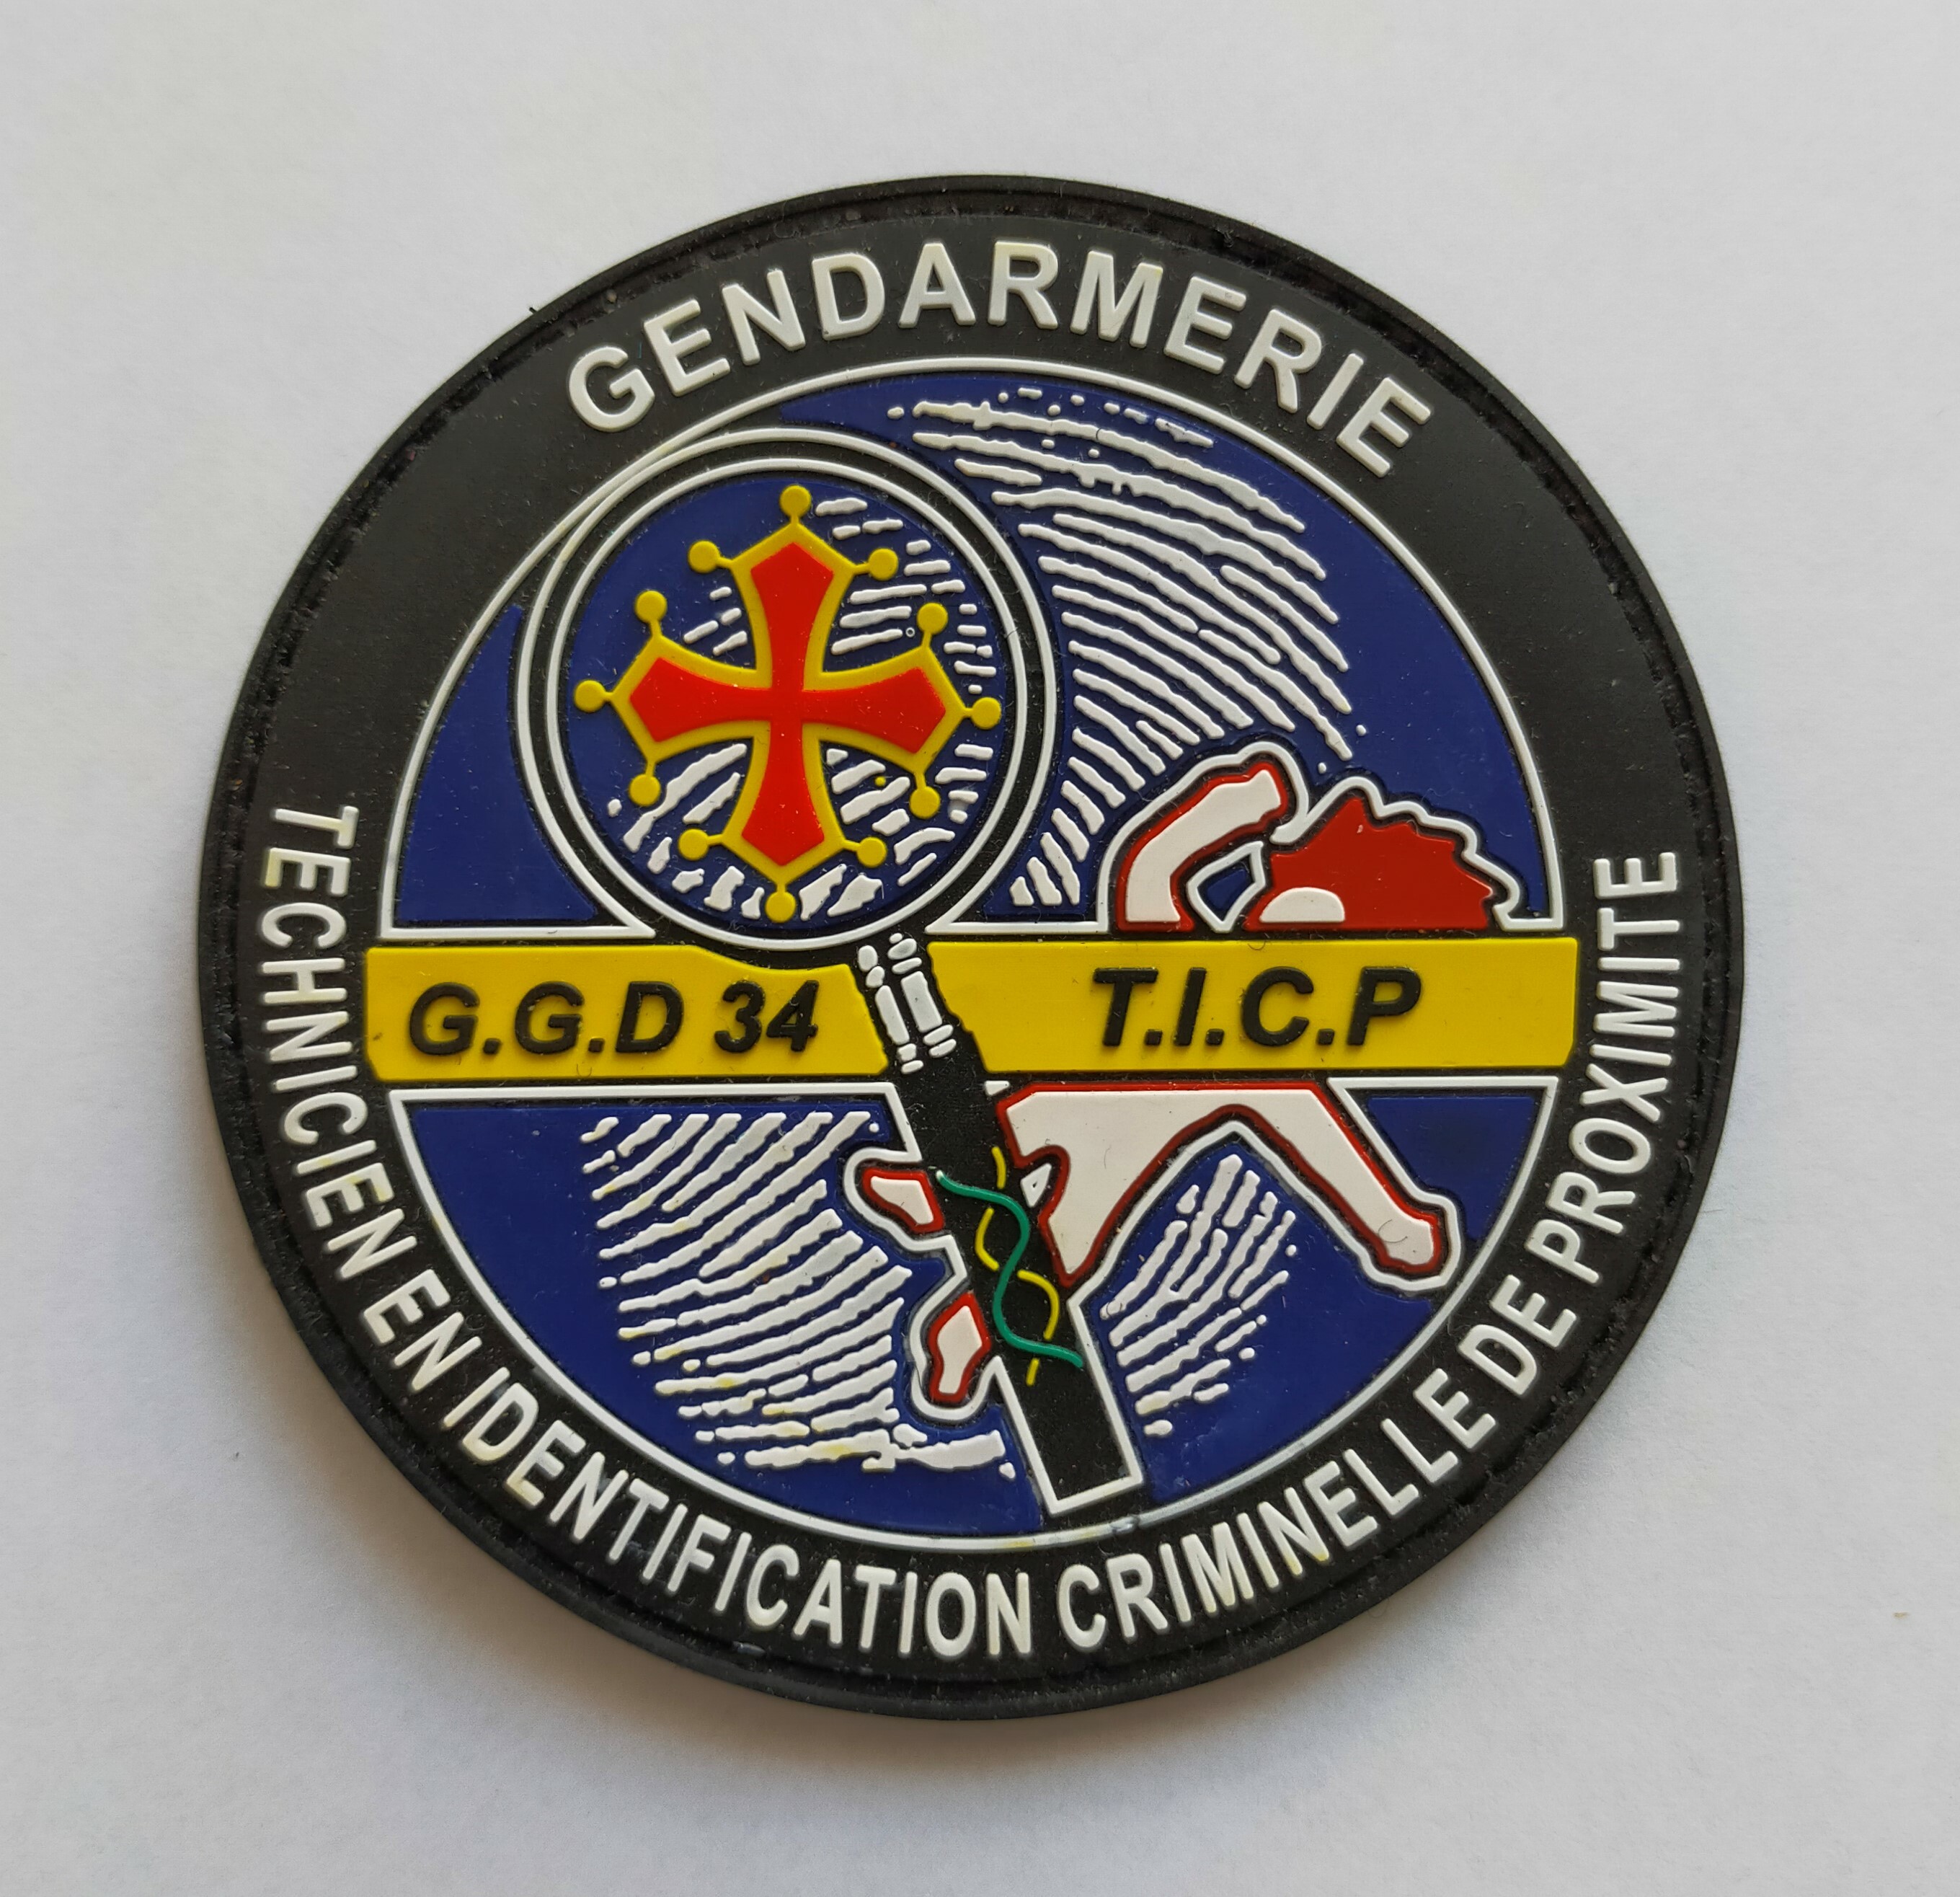 GENDARMERIE
G.G.D 34
T.I.C.P
TECHNICIEN EN IDENTIFICATION CRIMINELLE DE PROXIMITE